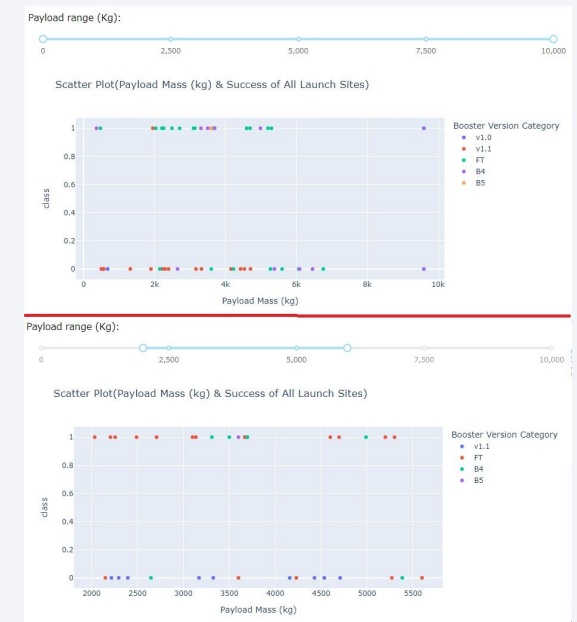 Payload range (Kg):
0 2,500 5,000 7,500 10,000
Scatter Plot(Payload Mass (kg) & Success of All Launch Sites)
Booster Version Category
v1.0
v1.1
FT
B4
B5
class
1
0.8
0.6
0.4
0.2
0
0 2k 4k 6k 8k 10k
Payload Mass (kg)
Payload range (Kg):
0 2,500 5,000 7,500 10,000
Scatter Plot(Payload Mass (kg) & Success of All Launch Sites)
Booster Version Category
v1.1
FT
B4
B5
class
1
0.8
0.6
0.4
0.2
0
2000 2500 3000 3500 4000 4500 5000 5500
Payload Mass (kg)